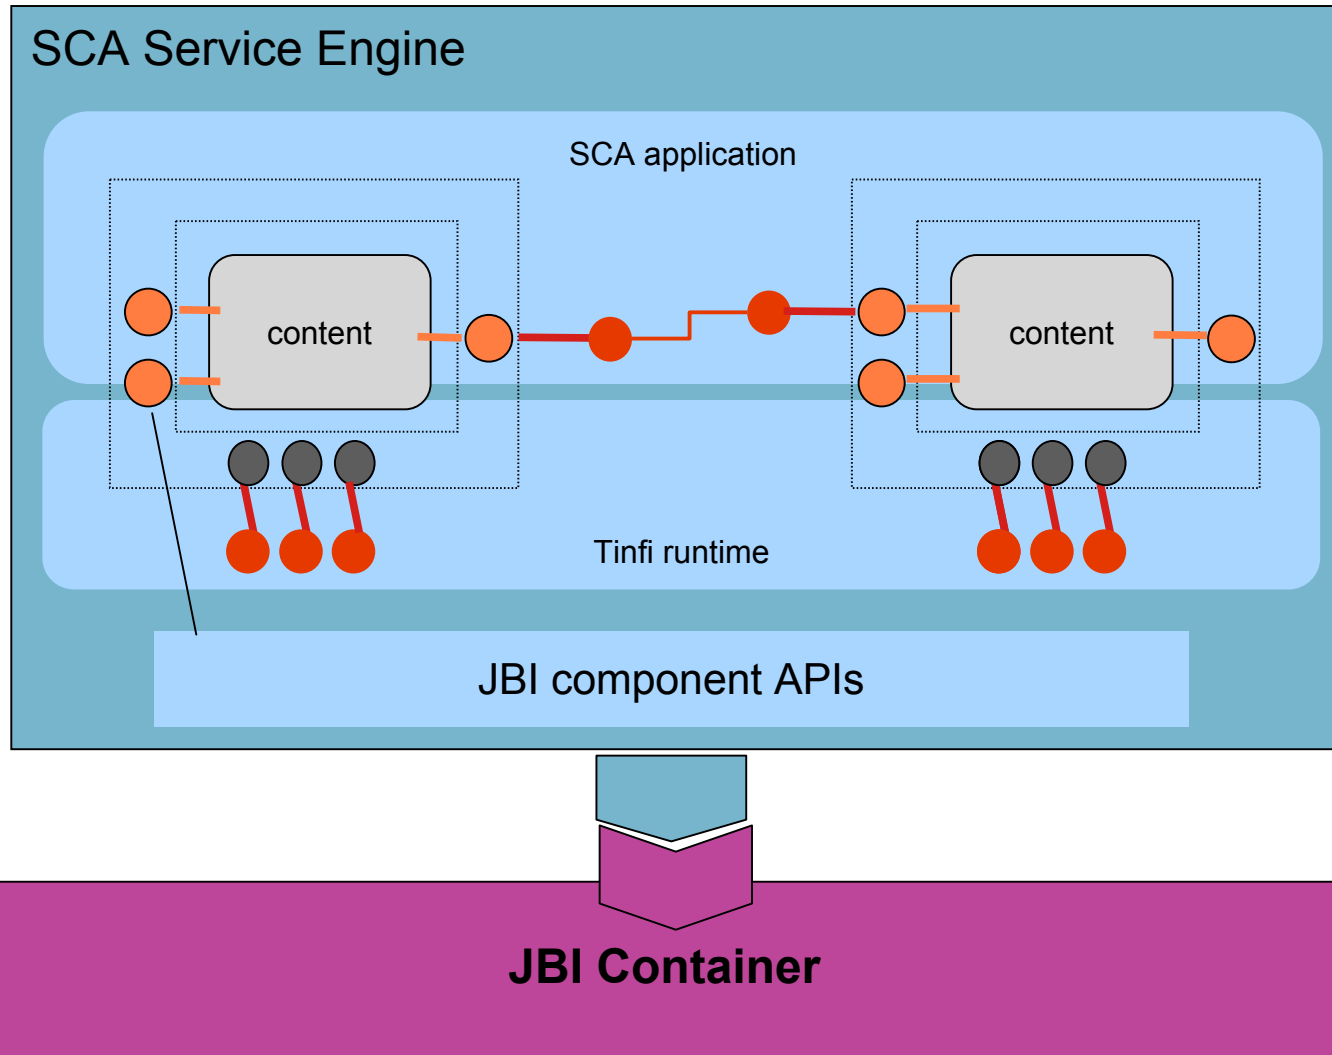 SCA Service Engine
SCA application
content
content
Tinfi runtime
JBI component APIs
JBI Container